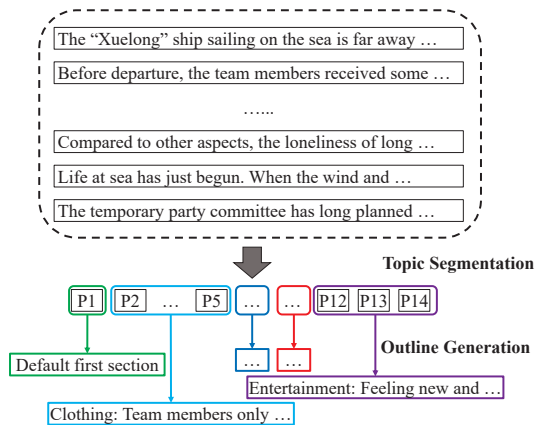 The “Xuelong” ship sailing on the sea is far away …
Before departure, the team members received some …
…...
Compared to other aspects, the loneliness of long …
Life at sea has just begun. When the wind and …
The temporary party committee has long planned …
Topic Segmentation
P1 P2 … P5 … … P12 P13 P14
… …
Outline Generation
Default first section
Entertainment: Feeling new and …
Clothing: Team members only …